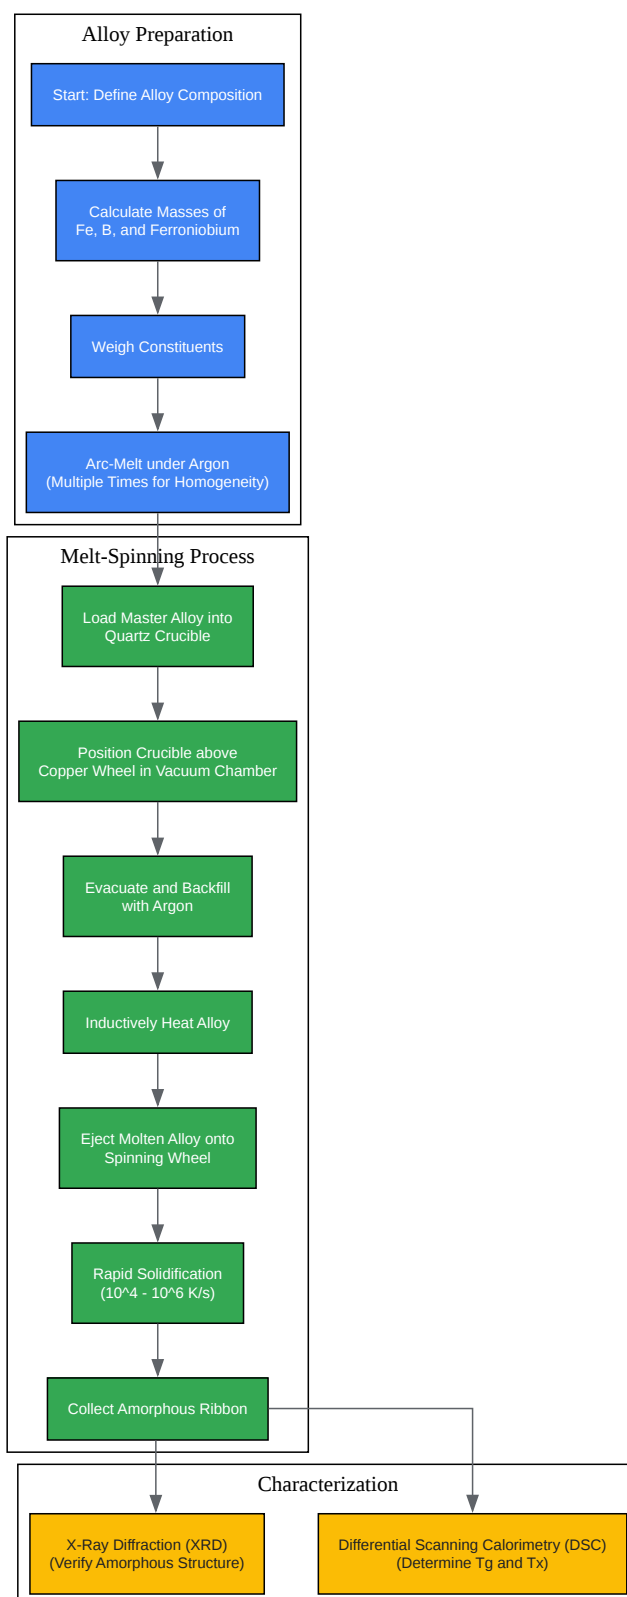 Alloy Preparation
Start: Define Alloy Composition
Calculate Masses of
Fe, B, and Ferroniobium
Weigh Constituents
Arc-Melt under Argon
(Multiple Times for Homogeneity)
Melt-Spinning Process
Load Master Alloy into
Quartz Crucible
Position Crucible above
Copper Wheel in Vacuum Chamber
Evacuate and Backfill
with Argon
Inductively Heat Alloy
Eject Molten Alloy onto
Spinning Wheel
Rapid Solidification
(10^4 - 10^6 K/s)
Collect Amorphous Ribbon
Characterization
X-Ray Diffraction (XRD)
(Verify Amorphous Structure)
Differential Scanning Calorimetry (DSC)
(Determine Tg and Tx)